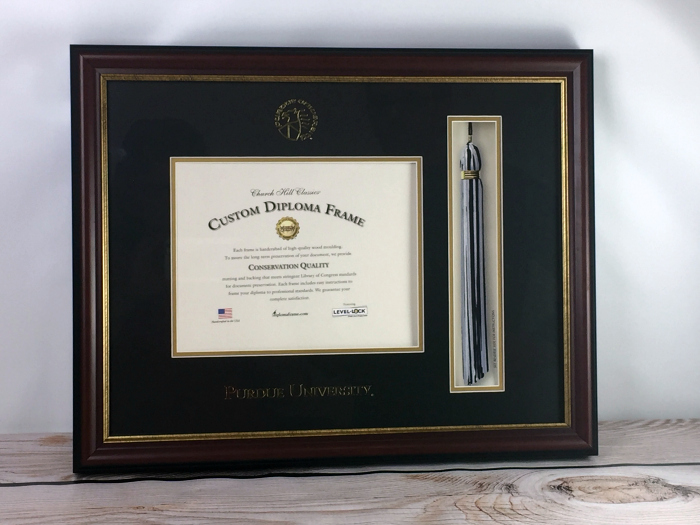 Church Hill Classics
CUSTOM DIPLOMA FRAME
Each frame is handcrafted of high quality wood moulding.
To assure the long-term preservation of your document, we provide
CONSERVATION QUALITY
matting and backing that meets stringent Library of Congress standards
for document preservation. Each frame includes easy instructions to
frame your diploma to professional standards. We guarantee your
complete satisfaction
diplomaframe.com
Featuring
LEVEL-LOCK
PURDUE UNIVERSITY